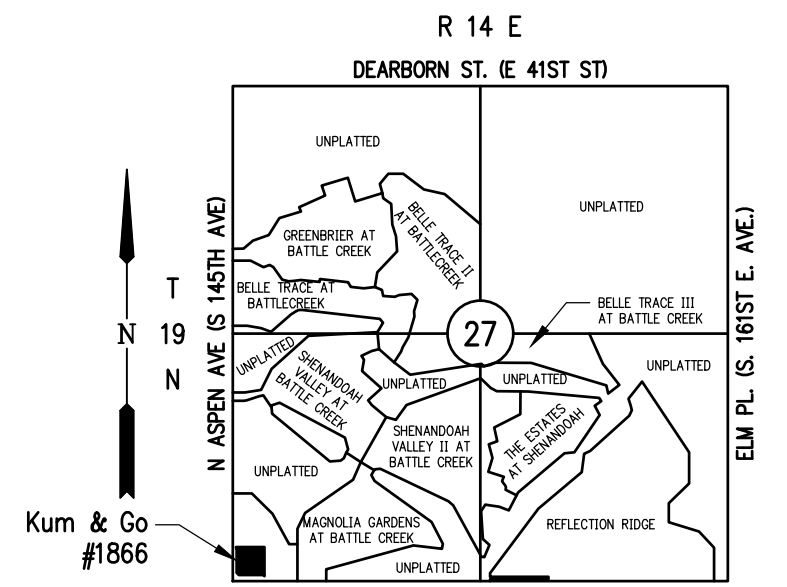 R 14 E
DEARBORN ST. (E 41ST ST)
UNPLATTED
UNPLATTED
N ASPEN AVE (S 145TH AVE)
ELM PL. (S. 161ST E. AVE.)
BELLE TRACE II
AT BATTLECREEK
GREENBRIER AT
BATTLE CREEK
T
19
N
N
BELLE TRACE AT
BATTLECREEK
BELLE TRACE III
AT BATTLE CREEK
27
UNPLATTED
SHENANDOAH
VALLEY AT
BATTLE CREEK
UNPLATTED
UNPLATTED
UNPLATTED
THE ESTATES
AT SHENANDOAH
SHENANDOAH
VALLEY II AT
BATTLE CREEK
UNPLATTED
Kum & Go
#1866
MAGNOLIA GARDENS
AT BATTLE CREEK
REFLECTION RIDGE
UNPLATTED